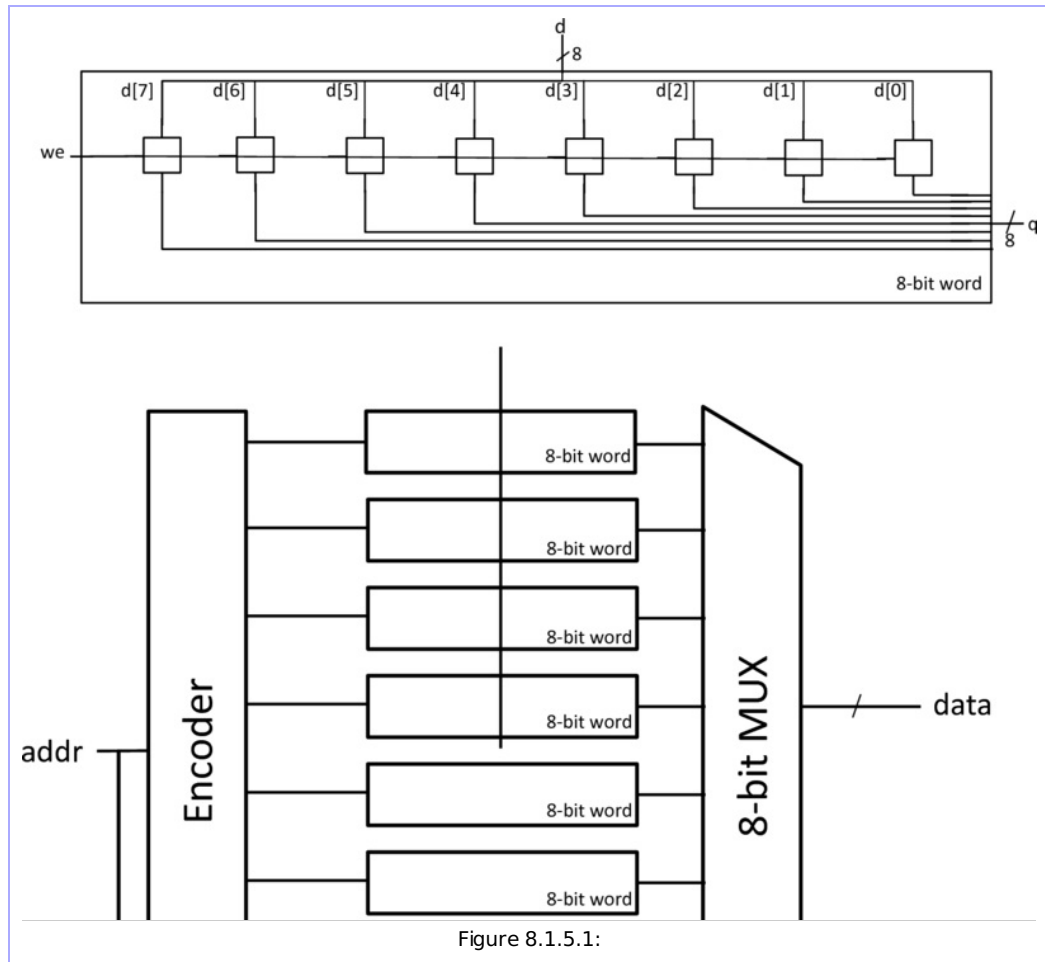 d
8
d[7] d[6] d[5] d[4] d[3] d[2] d[1] d[0]
we
q
8
8-bit word
8-bit word
8-bit word
8-bit word
8-bit word
8-bit word
8-bit word
addr
Encoder
8-bit MUX
data
Figure 8.1.5.1: